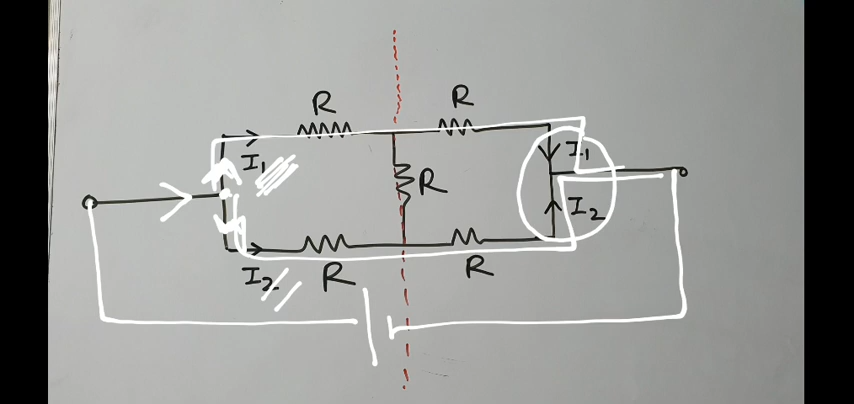 R R
I₁ I₁
R
I₂
I₂ R R